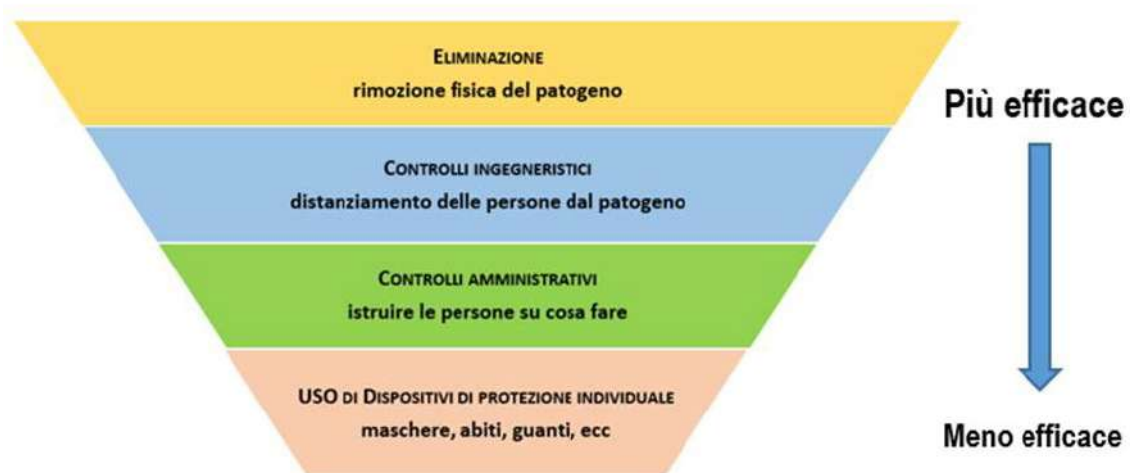 ELIMINAZIONE
rimozione fisica del patogeno
Più efficace
CONTROLLI INGEGNERISTICI
distanziamento delle persone dal patogeno
CONTROLLI AMMINISTRATIVI
istruire le persone su cosa fare
USO DI DISPOSITIVI DI PROTEZIONE INDIVIDUALE
maschere, abiti, guanti, ecc
Meno efficace